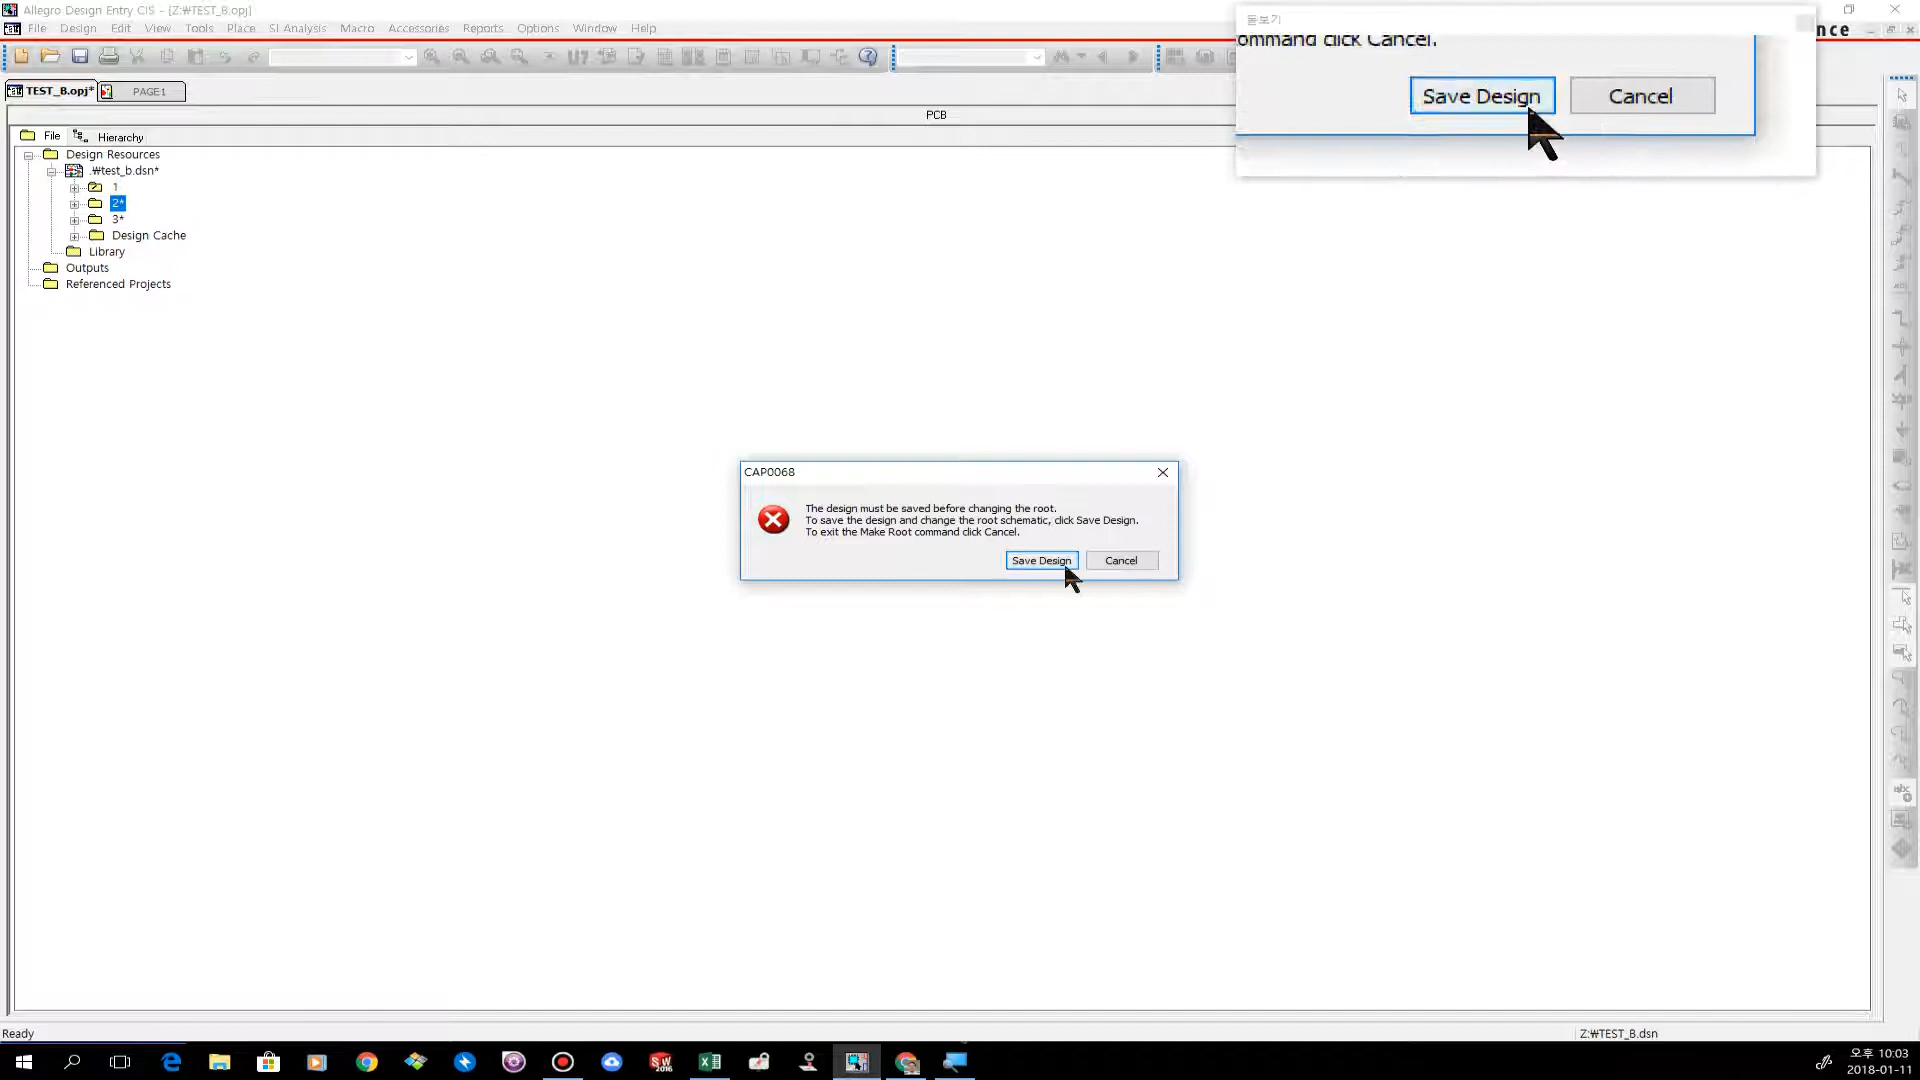 Allegro Design Entry CIS - [Z:₩TEST_B.opj]
File Design Edit View Tools Place SI Analysis Macro Accessories Reports Options Window Help
nce
돋보기
ommand click Cancel.
Save Design Cancel
TEST_B.opj* PAGE1
PCB
File Hierarchy
Design Resources
.₩test_b.dsn*
1
2*
3*
Design Cache
Library
Outputs
Referenced Projects
CAP0068
The design must be saved before changing the root.
To save the design and change the root schematic, click Save Design.
To exit the Make Root command click Cancel.
Save Design Cancel
Ready
Z:₩TEST_B.dsn
오후 10:03
2018-01-11